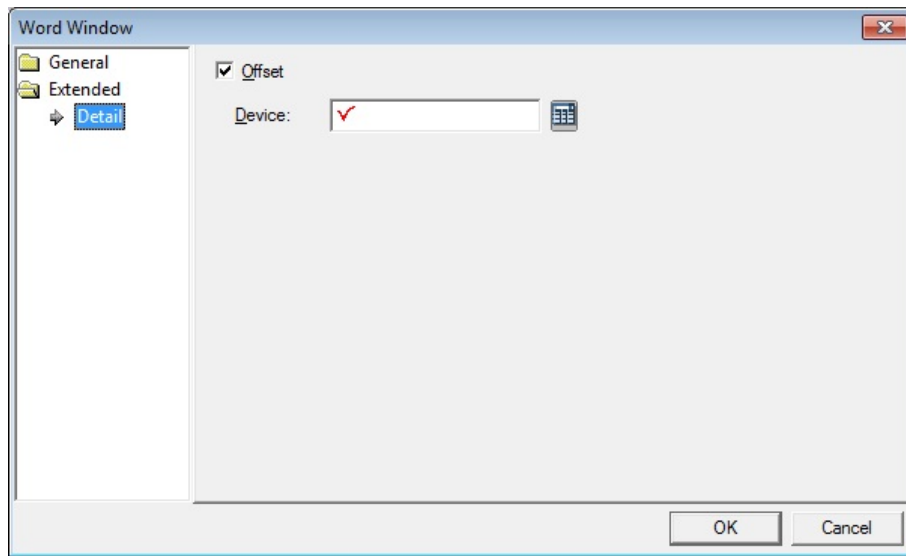 Word Window
General
Extended
Detail
Offset
Device:
OK
Cancel